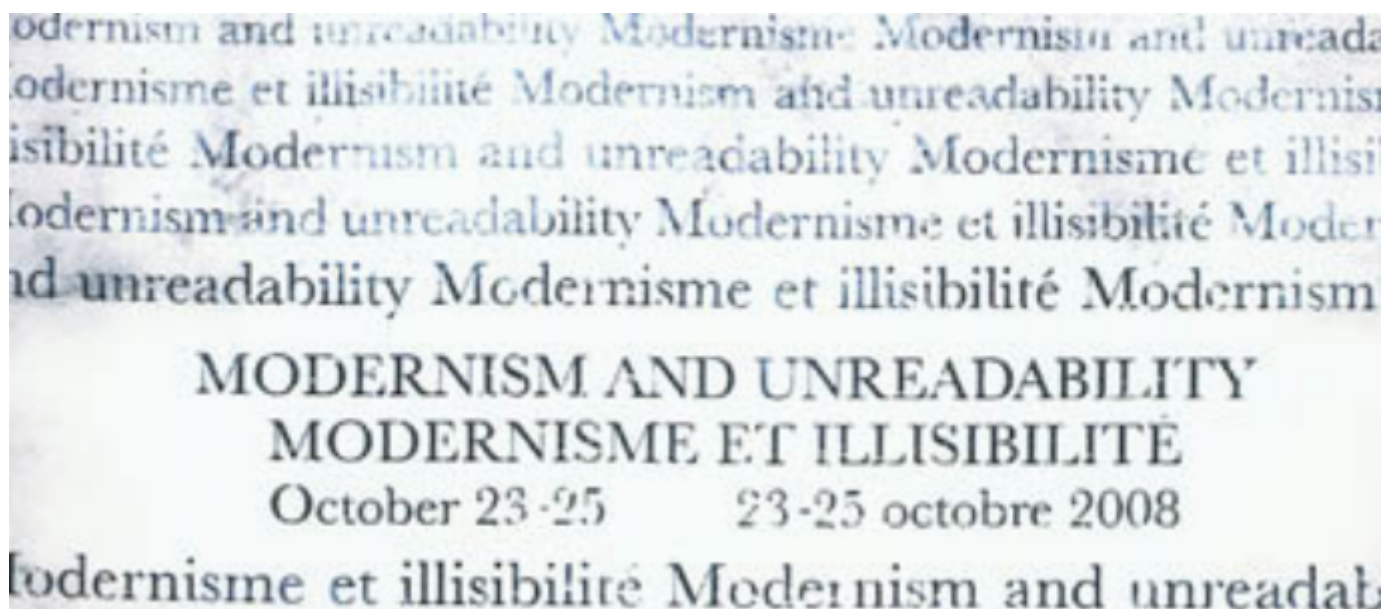 odernism and unreadability Modernisme Modernism and unreada
odernisme et illisibilité Modernism and unreadability Modernis
isibilité Modernism and unreadability Modernisme et illisi
odernism and unreadability Modernisme et illisibilité Moder
nd unreadability Modernisme et illisibilité Modernism
MODERNISM AND UNREADABILITY
MODERNISME ET ILLISIBILITÉ
October 23-25 23-25 octobre 2008
odernisme et illisibilité Modernism and unreadab